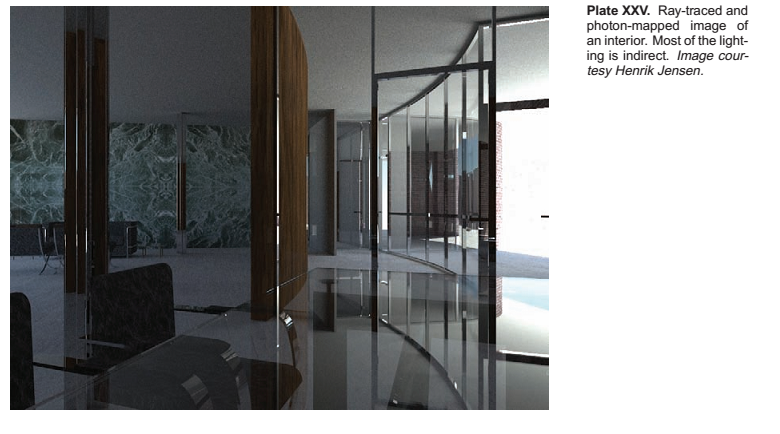 Plate XXV. Ray-traced and
photon-mapped image of
an interior. Most of the light-
ing is indirect. Image cour-
tesy Henrik Jensen.